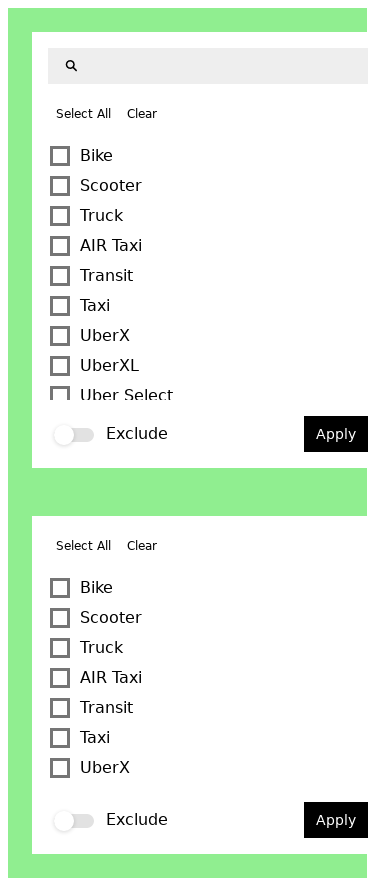 Select All Clear
Bike
Scooter
Truck
AIR Taxi
Transit
Taxi
UberX
UberXL
Uber Select
Exclude Apply
Select All Clear
Bike
Scooter
Truck
AIR Taxi
Transit
Taxi
UberX
Exclude Apply